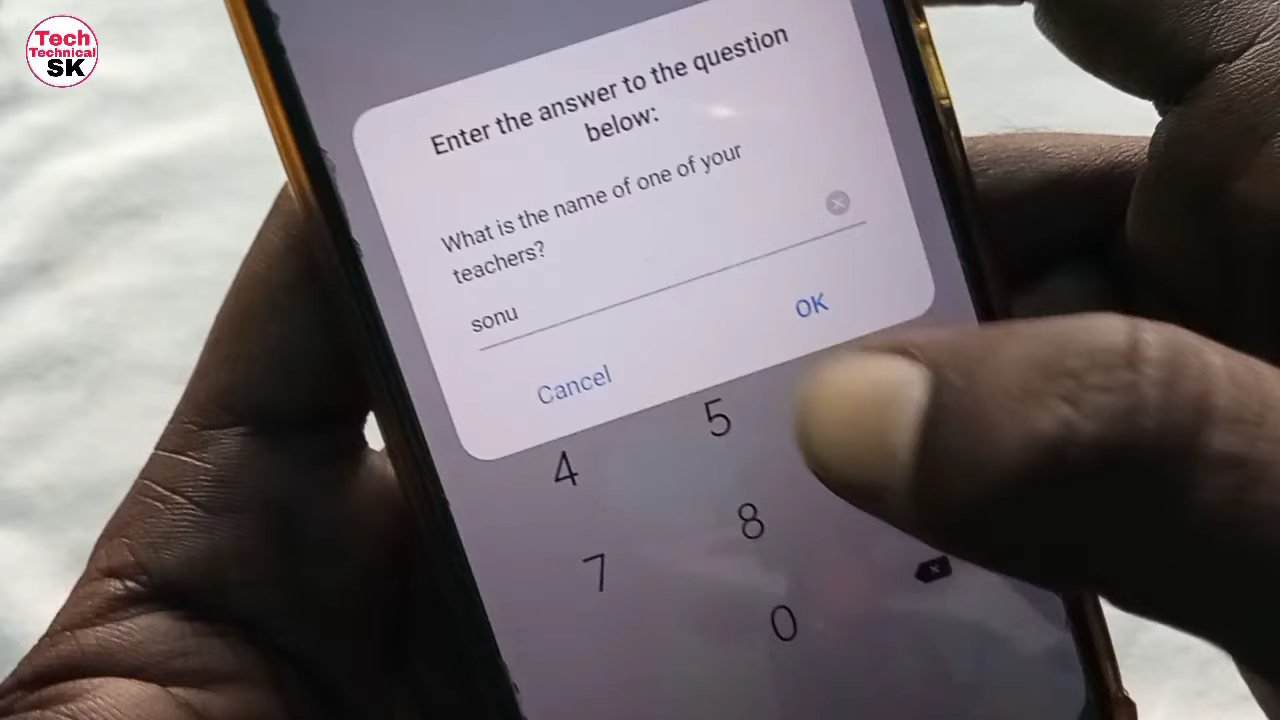 Tech
Technical
SK
Enter the answer to the question
below:
What is the name of one of your
teachers?
sonu
Cancel
OK
4
5
7
8
0